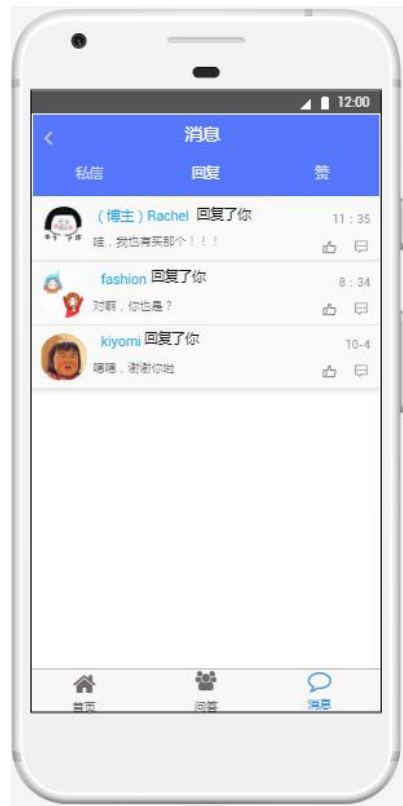 12:00
消息
私信 回复 赞
(博主) Rachel 回复了你 11:35
哇,我也有买那个!!!
fashion 回复了你 8:34
对啊,你也是?
kiyomi 回复了你 10-4
嗯嗯,谢谢你啦
首页 问答 消息